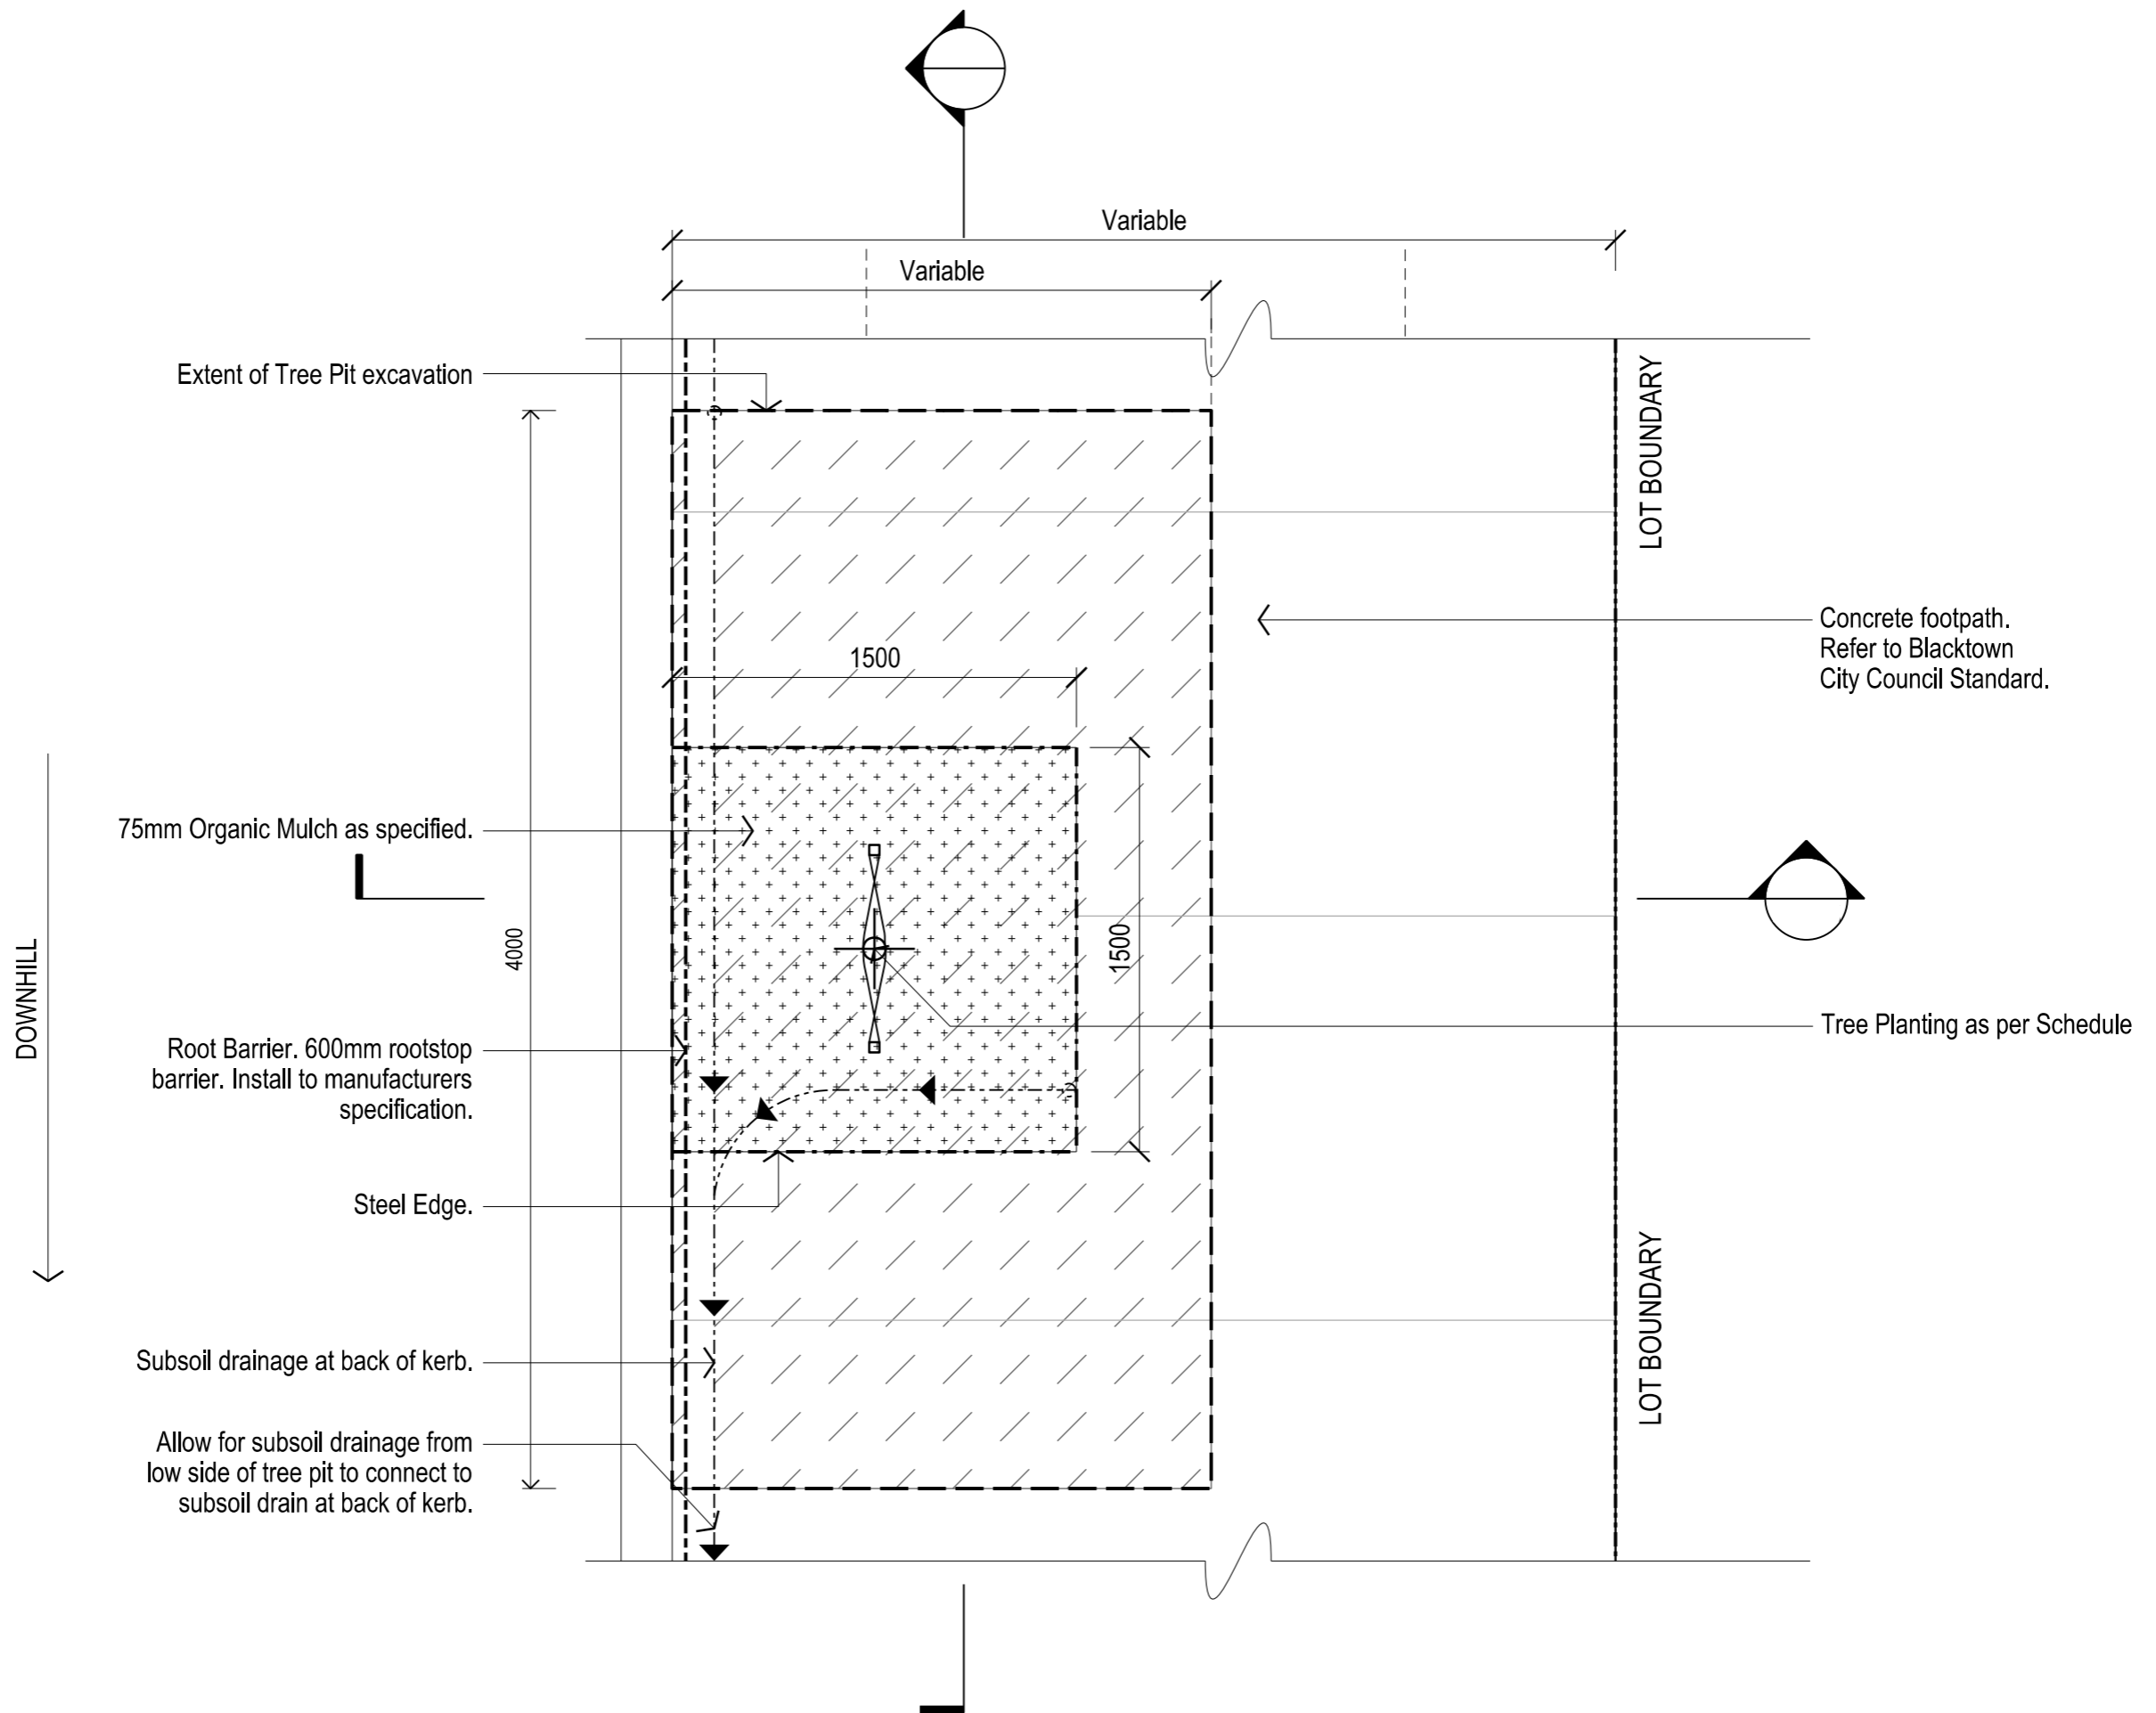 Variable
Variable
Extent of Tree Pit excavation
LOT BOUNDARY
Concrete footpath.
Refer to Blacktown
City Council Standard.
1500
75mm Organic Mulch as specified.
4000
1500
DOWNHILL
Tree Planting as per Schedule
Root Barrier. 600mm rootstop
barrier. Install to manufacturers
specification.
Steel Edge.
LOT BOUNDARY
Subsoil drainage at back of kerb.
Allow for subsoil drainage from
low side of tree pit to connect to
subsoil drain at back of kerb.